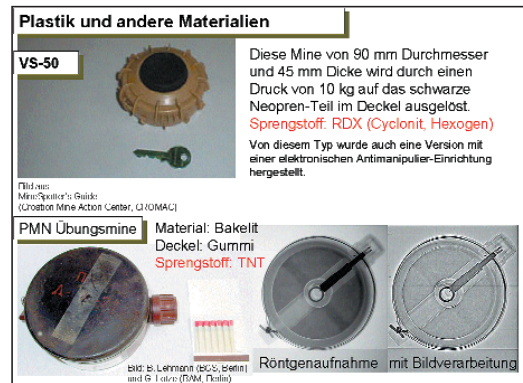 Plastik und andere Materialien
VS-50
Diese Mine von 90 mm Durchmesser
und 45 mm Dicke wird durch einen
Druck von 10 kg auf das schwarze
Neopren-Teil im Deckel ausgelöst.
Sprengstoff: RDX (Cyclonit, Hexogen)
Von diesem Typ wurde auch eine Version mit
einer elektronischen Antimanipulier-Einrichtung
hergestellt.
Bild aus
MineSpotter's Guide
(Croation Mine Action Center, CROMAC)
PMN Übungsmine
Material: Bakelit
Deckel: Gummi
Sprengstoff: TNT
Bild: B. Lehmann (BCS, Berlin)
und G. Lotze (BAM, Berlin)
Röntgenaufnahme
mit Bildverarbeitung